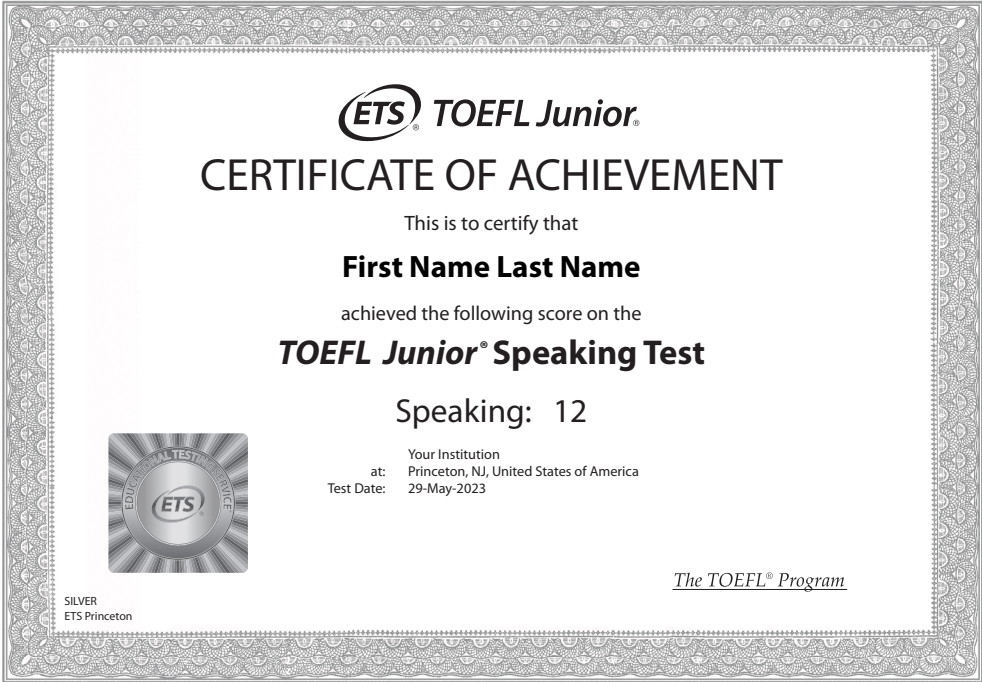 ETS® TOEFL Junior®
CERTIFICATE OF ACHIEVEMENT
This is to certify that
First Name Last Name
achieved the following score on the
TOEFL Junior® Speaking Test
Speaking: 12
Your Institution
at: Princeton, NJ, United States of America
Test Date: 29-May-2023
EDUCATIONAL TESTING SERVICE
ETS
The TOEFL® Program
SILVER
ETS Princeton